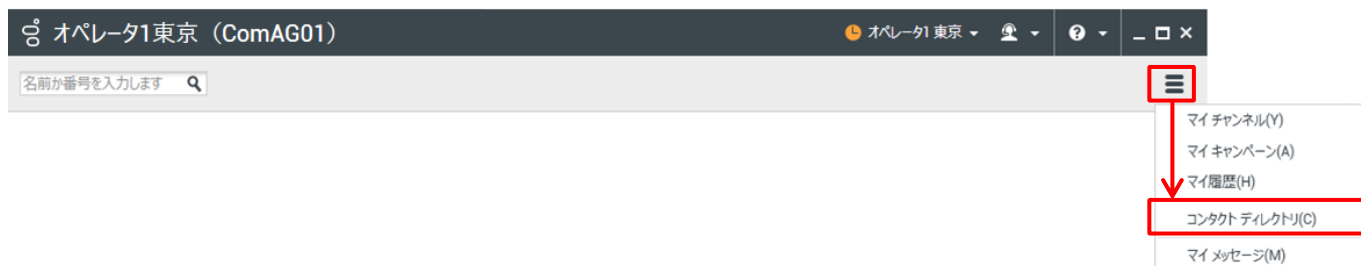 オペレータ1東京（ComAG01）
オペレータ1 東京
名前か番号を入力します
マイ チャンネル(Y)
マイ キャンペーン(A)
マイ履歴(H)
コンタクト ディレクトリ(C)
マイ メッセージ(M)